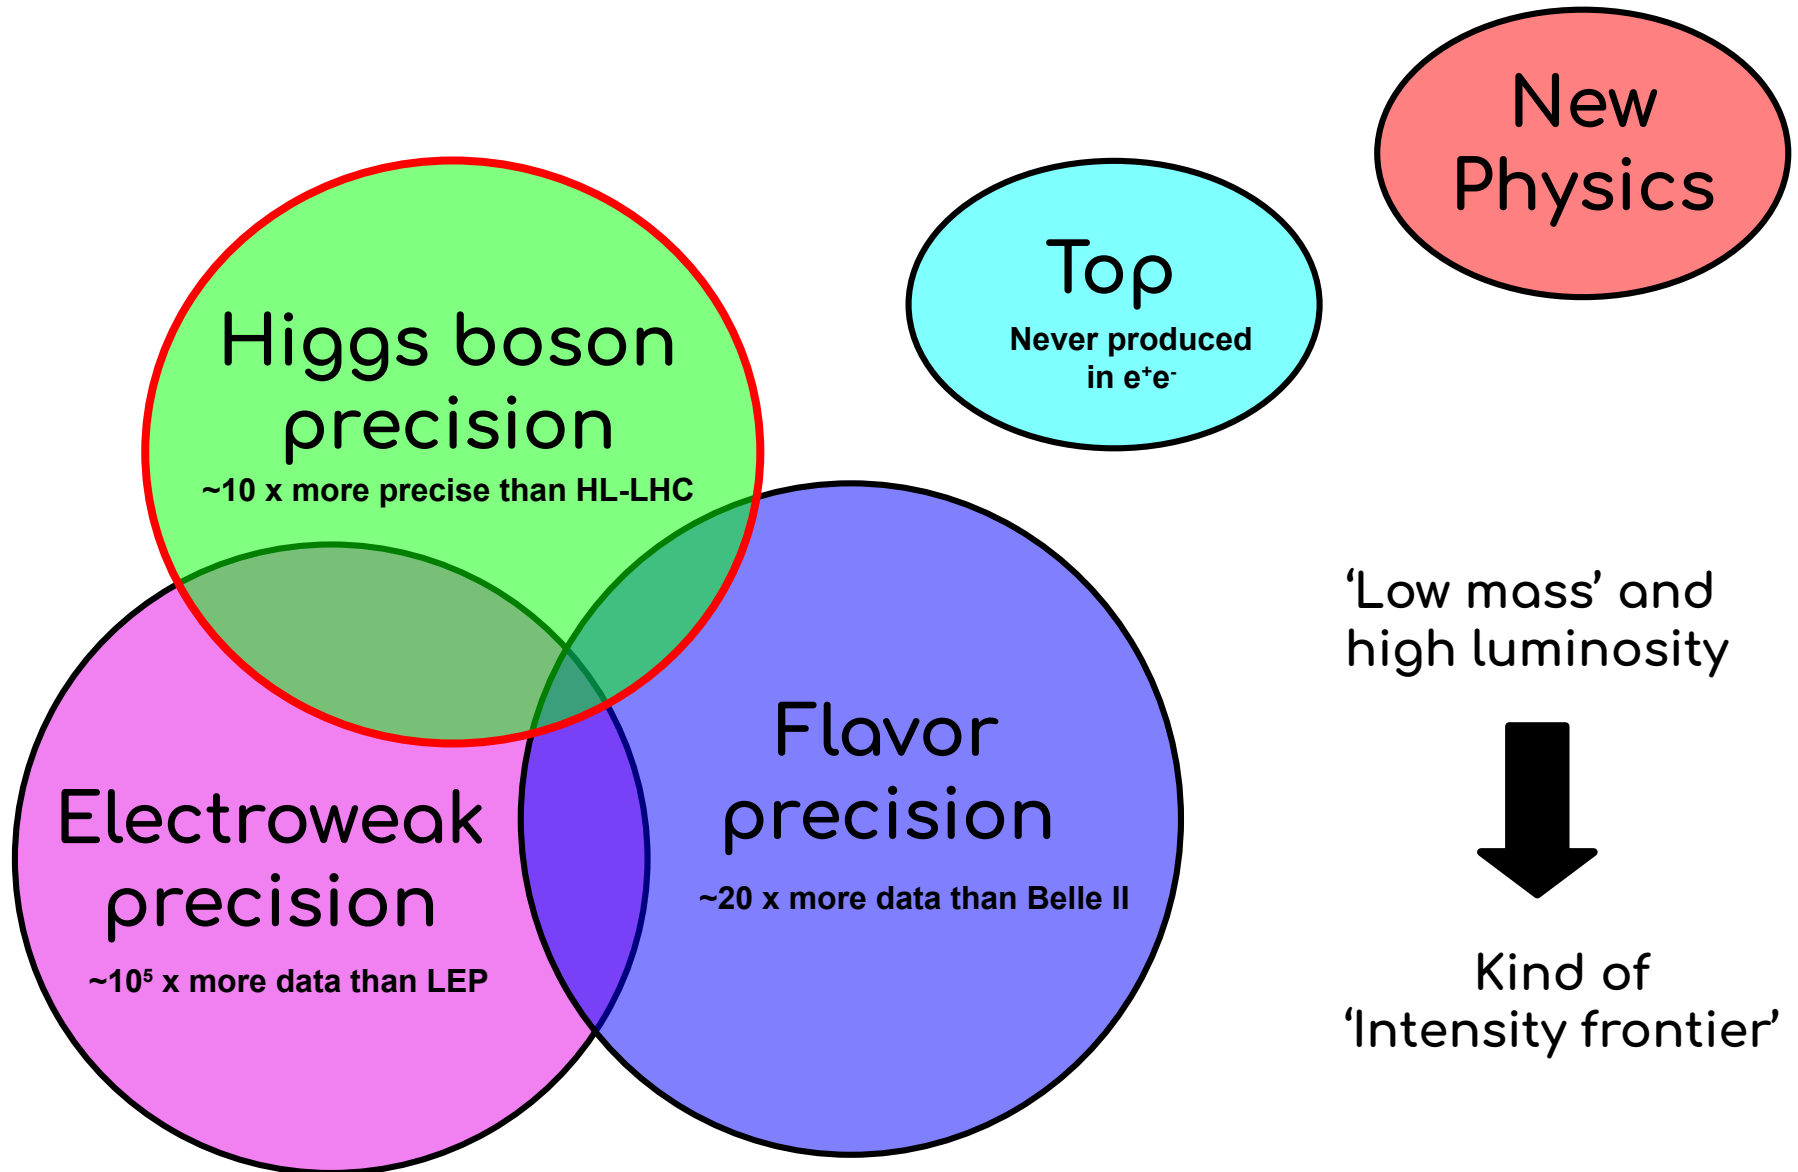 New
Physics
Top
Never produced
in e⁺e⁻
Higgs boson
precision
~10 x more precise than HL-LHC
‘Low mass’ and
high luminosity
Flavor
precision
~20 x more data than Belle II
Electroweak
precision
~10⁵ x more data than LEP
Kind of
‘Intensity frontier’